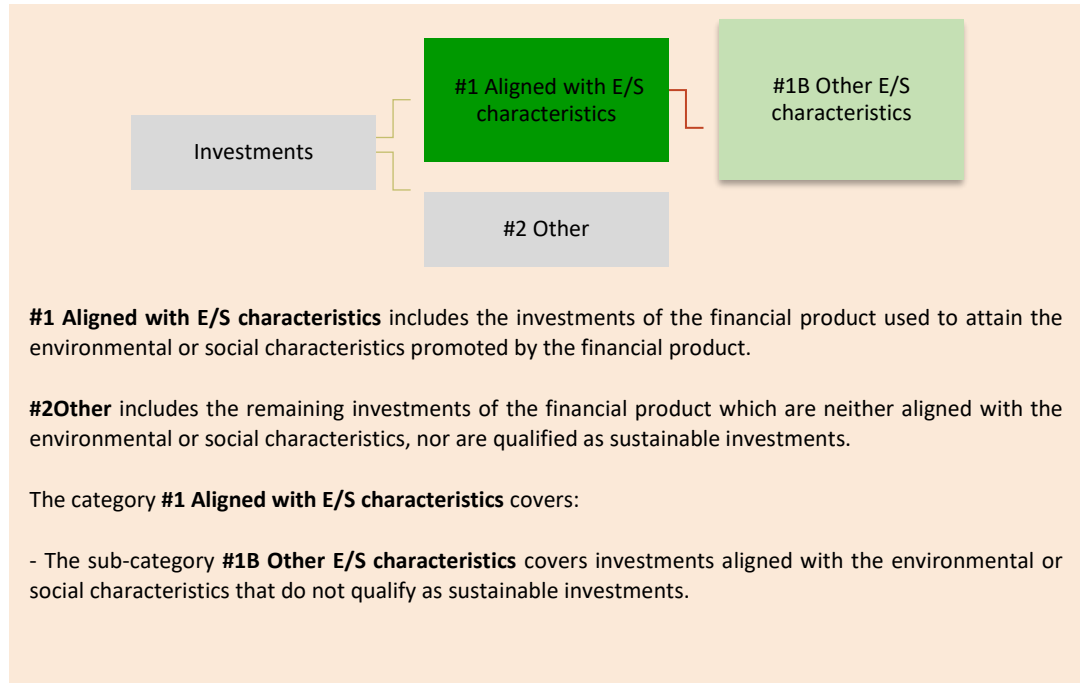 #1 Aligned with E/S
characteristics
#1B Other E/S
characteristics
Investments
#2 Other
#1 Aligned with E/S characteristics includes the investments of the financial product used to attain the
environmental or social characteristics promoted by the financial product.
#2Other includes the remaining investments of the financial product which are neither aligned with the
environmental or social characteristics, nor are qualified as sustainable investments.
The category #1 Aligned with E/S characteristics covers:
- The sub-category #1B Other E/S characteristics covers investments aligned with the environmental or
social characteristics that do not qualify as sustainable investments.